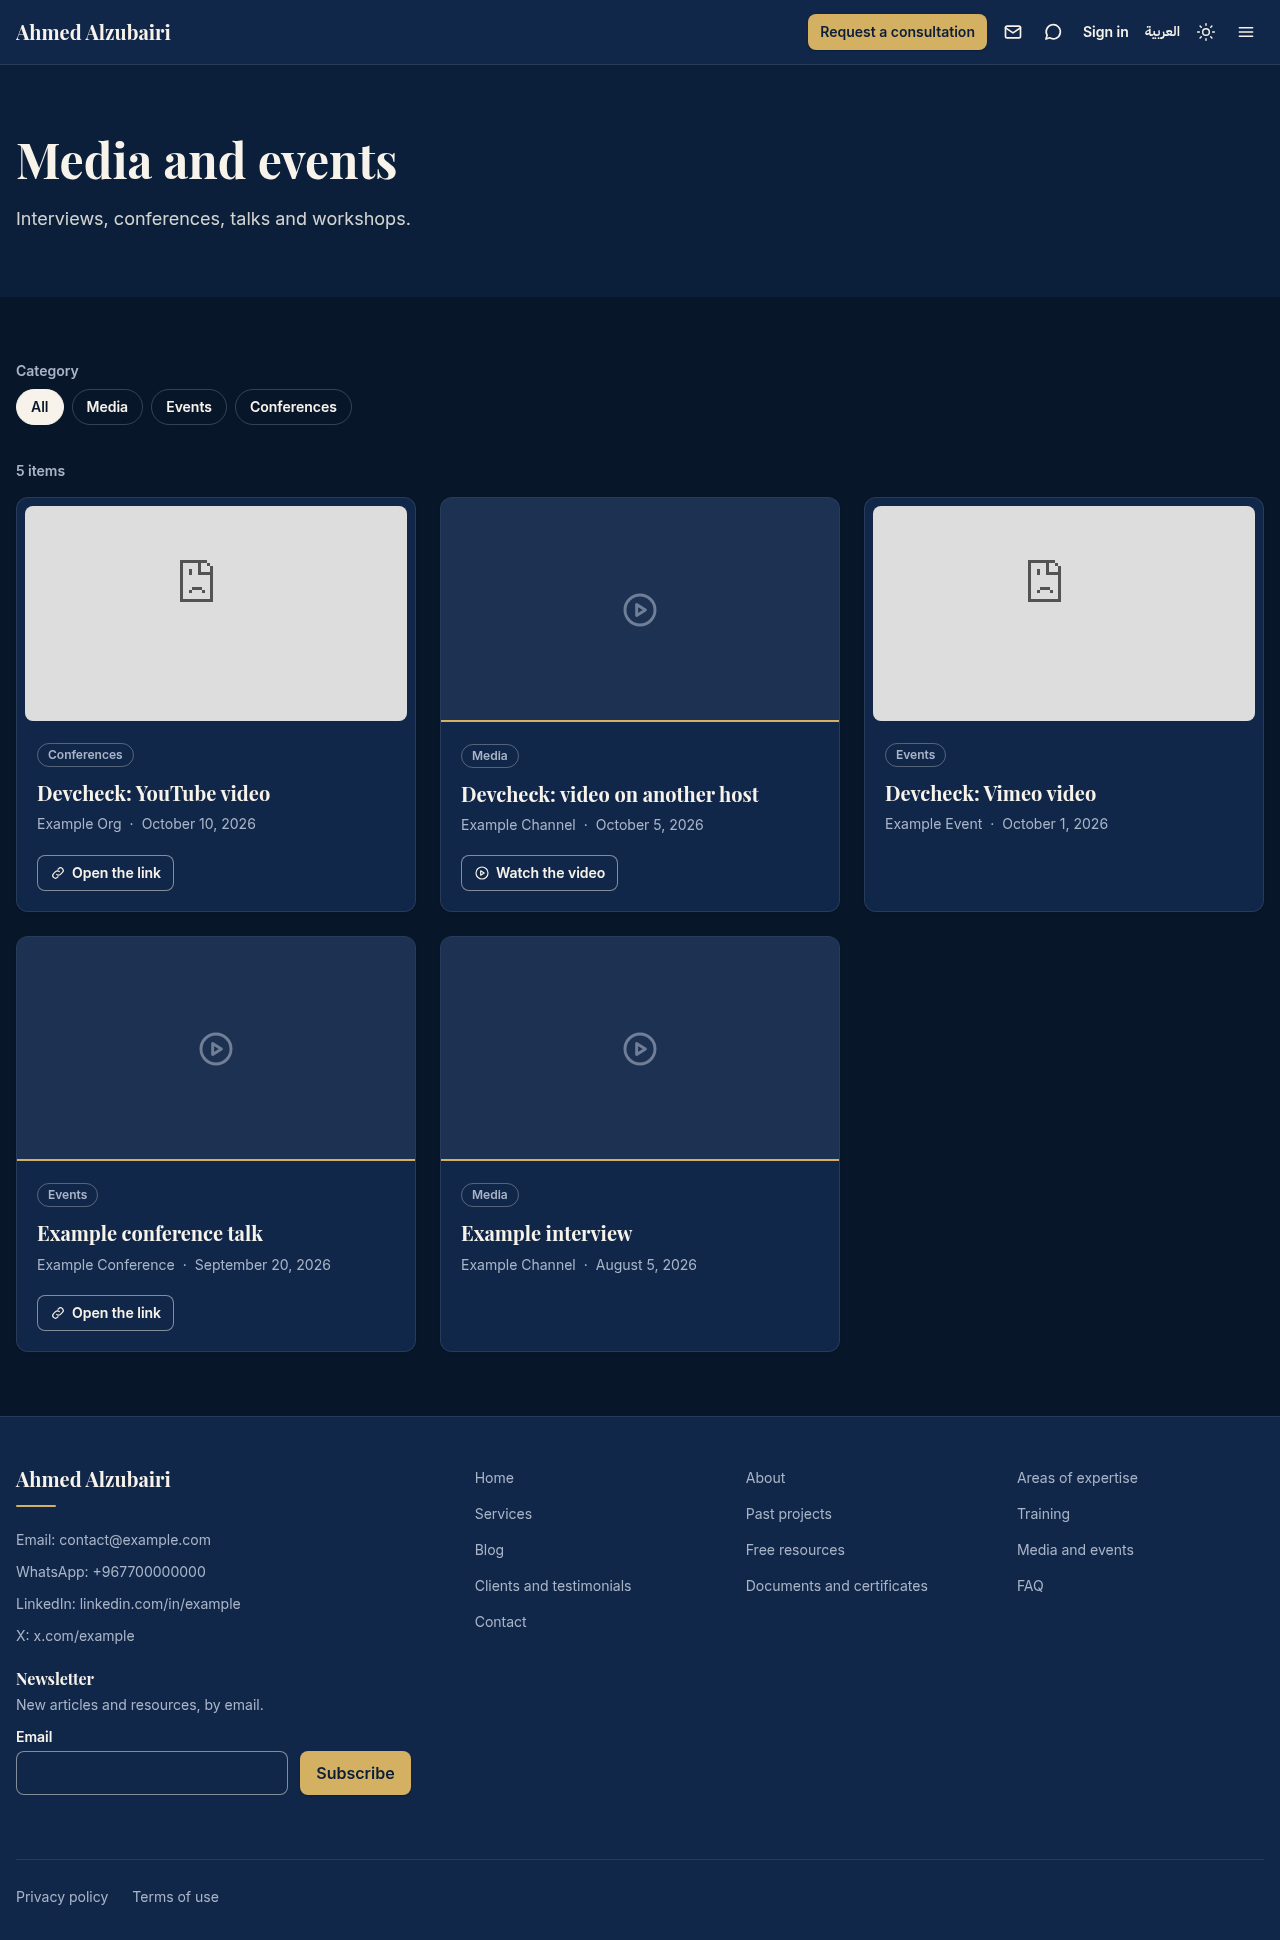 Ahmed Alzubairi
Request a consultation
Sign in
العربية
Media and events
Interviews, conferences, talks and workshops.
Category
All
Media
Events
Conferences
5 items
Conferences
Devcheck: YouTube video
Example Org · October 10, 2026
Open the link
Media
Devcheck: video on another host
Example Channel · October 5, 2026
Watch the video
Events
Devcheck: Vimeo video
Example Event · October 1, 2026
Events
Example conference talk
Example Conference · September 20, 2026
Open the link
Media
Example interview
Example Channel · August 5, 2026
Ahmed Alzubairi
Email: contact@example.com
WhatsApp: +967700000000
LinkedIn: linkedin.com/in/example
X: x.com/example
Newsletter
New articles and resources, by email.
Email
Subscribe
Home
About
Areas of expertise
Services
Past projects
Training
Blog
Free resources
Media and events
Clients and testimonials
Documents and certificates
FAQ
Contact
Privacy policy
Terms of use